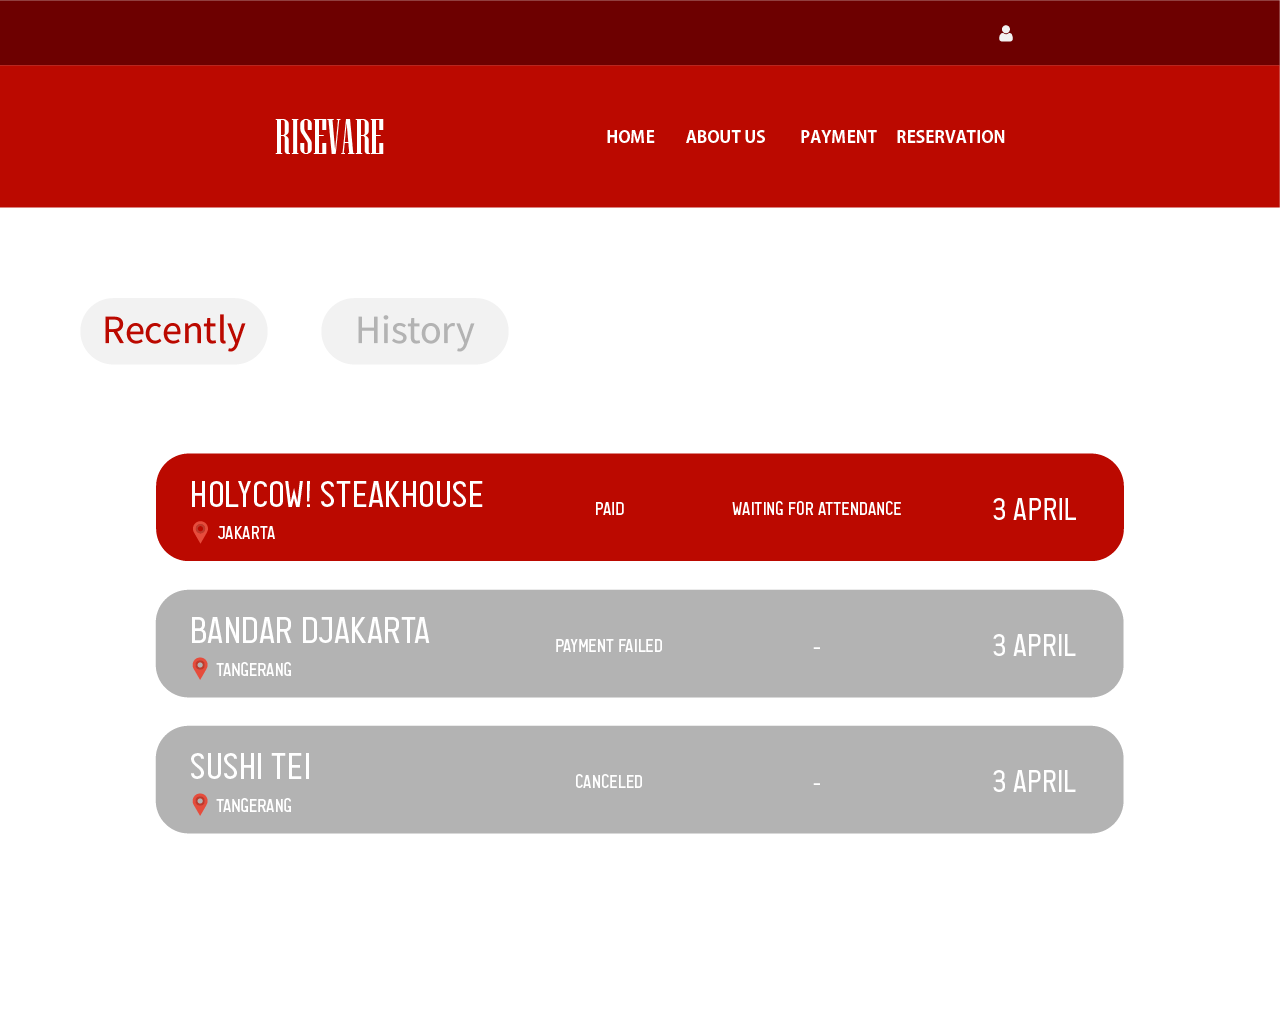 RISEVARE
HOME ABOUT US PAYMENT RESERVATION
Recently History
HOLYCOW! STEAKHOUSE
JAKARTA
PAID
WAITING FOR ATTENDANCE
3 APRIL
BANDAR DJAKARTA
TANGERANG
PAYMENT FAILED
-
3 APRIL
SUSHI TEI
TANGERANG
CANCELED
-
3 APRIL